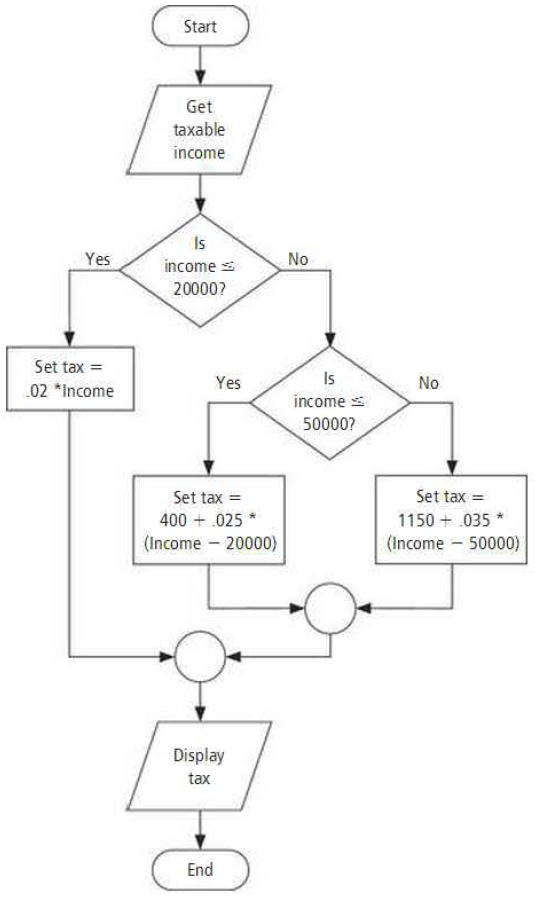 Start
Get
taxable
income
Is
income ≤
20000?
Yes
No
Set tax =
.02 *Income
Is
income ≤
50000?
Yes
No
Set tax =
400 + .025 *
(Income − 20000)
Set tax =
1150 + .035 *
(Income − 50000)
Display
tax
End